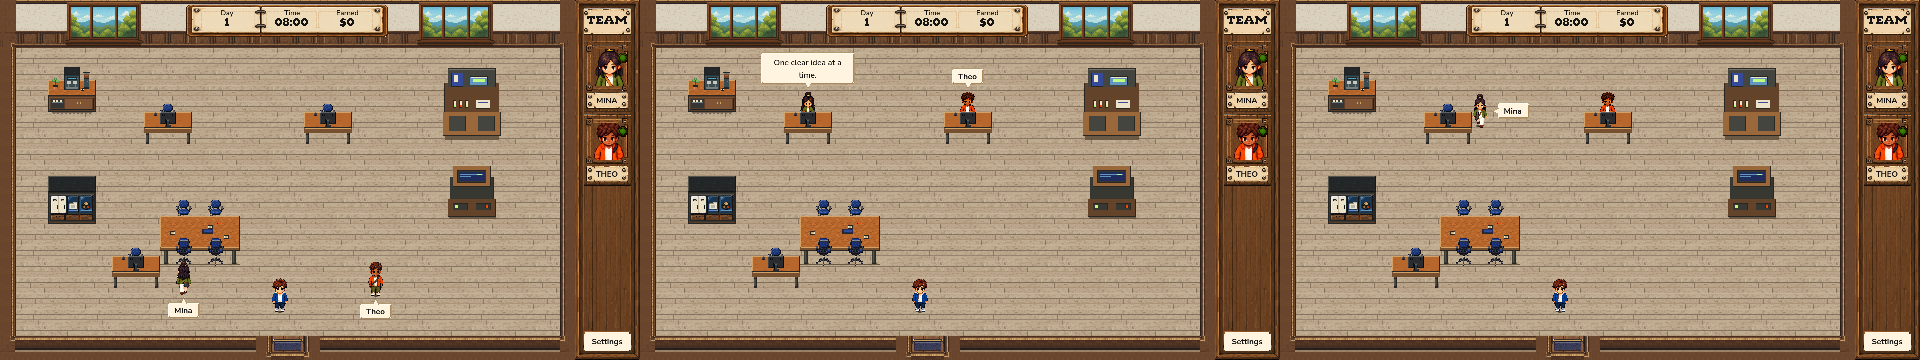 Day
1
Time
08:00
Earned
$0
TEAM
MINA
THEO
Mina
Theo
Settings
Day
1
Time
08:00
Earned
$0
TEAM
One clear idea at a
time.
Theo
MINA
THEO
Settings
Day
1
Time
08:00
Earned
$0
TEAM
Mina
MINA
THEO
Settings